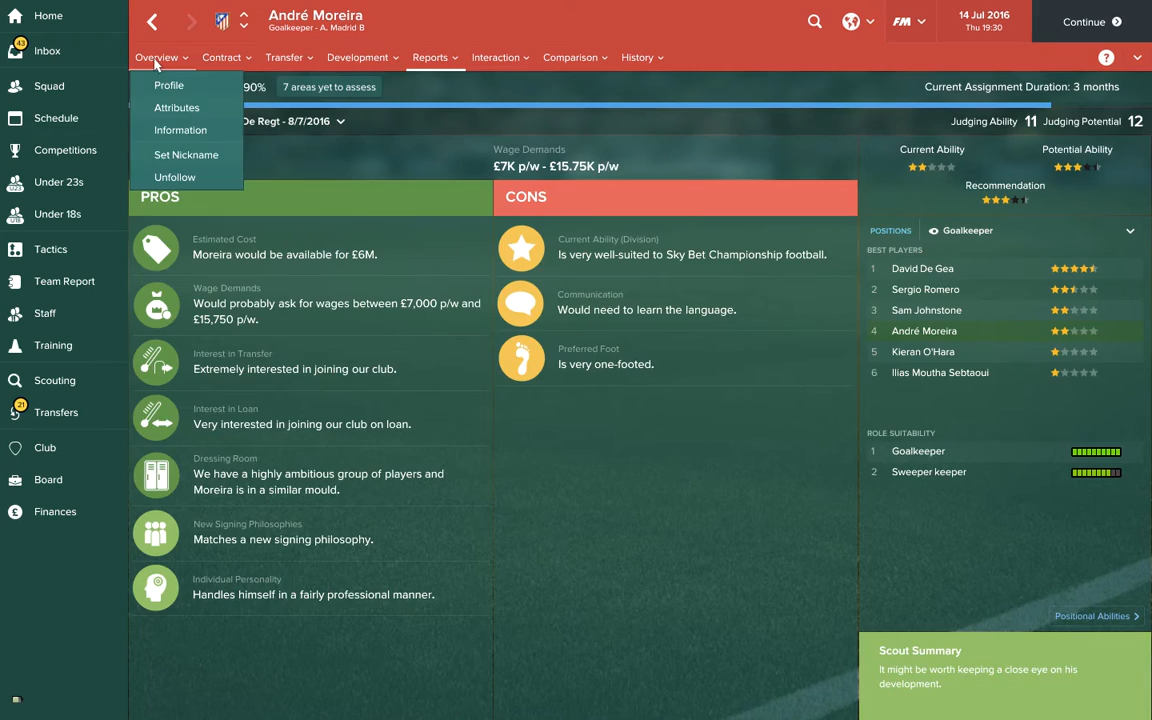 Home
43
Inbox
Squad
Schedule
Competitions
U23
Under 23s
U18
Under 18s
Tactics
Team Report
Staff
Training
Scouting
21
Transfers
Club
Board
Finances
André Moreira
Goalkeeper - A. Madrid B
FM
14 Jul 2016
Thu 19:30
Continue
Overview
Contract
Transfer
Development
Reports
Interaction
Comparison
History
?
Profile
Attributes
Information
Set Nickname
Unfollow
90%
7 areas yet to assess
Current Assignment Duration: 3 months
De Regt - 8/7/2016
Judging Ability 11 Judging Potential 12
Wage Demands
£7K p/w - £15.75K p/w
Current Ability
Potential Ability
Recommendation
PROS
Estimated Cost
Moreira would be available for £6M.
Wage Demands
Would probably ask for wages between £7,000 p/w and
£15,750 p/w.
Interest in Transfer
Extremely interested in joining our club.
Interest in Loan
Very interested in joining our club on loan.
Dressing Room
We have a highly ambitious group of players and
Moreira is in a similar mould.
New Signing Philosophies
Matches a new signing philosophy.
Individual Personality
Handles himself in a fairly professional manner.
CONS
Current Ability (Division)
Is very well-suited to Sky Bet Championship football.
Communication
Would need to learn the language.
Preferred Foot
Is very one-footed.
POSITIONS
Goalkeeper
BEST PLAYERS
1 David De Gea
2 Sergio Romero
3 Sam Johnstone
4 André Moreira
5 Kieran O'Hara
6 Ilias Moutha Sebtaoui
ROLE SUITABILITY
1 Goalkeeper
2 Sweeper keeper
Positional Abilities
Scout Summary
It might be worth keeping a close eye on his
development.